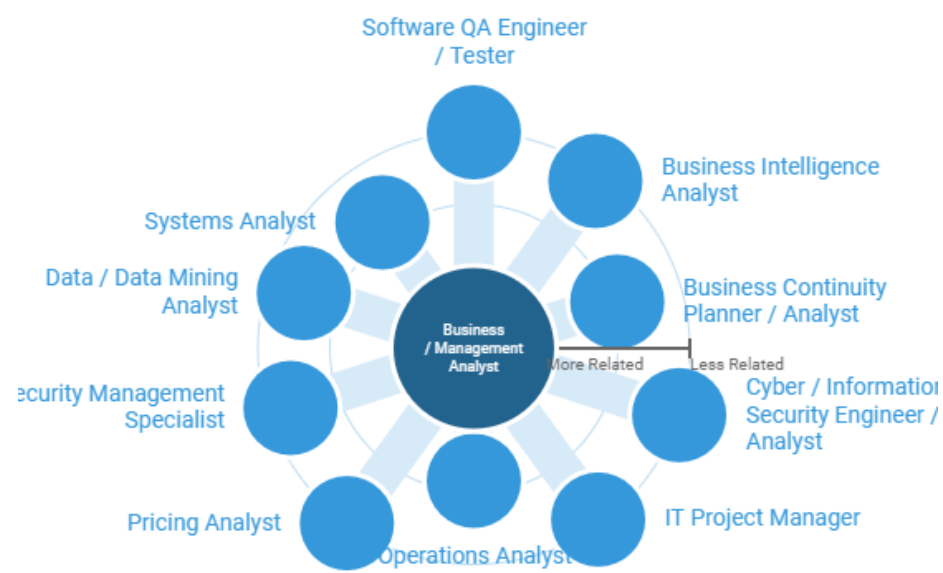 Software QA Engineer
/ Tester
Business Intelligence
Analyst
Systems Analyst
Data / Data Mining
Analyst
Business Continuity
Planner / Analyst
Business
/ Management
Analyst
More Related
Less Related
ecurity Management
Specialist
Cyber / Information
Security Engineer /
Analyst
Pricing Analyst
IT Project Manager
Operations Analyst